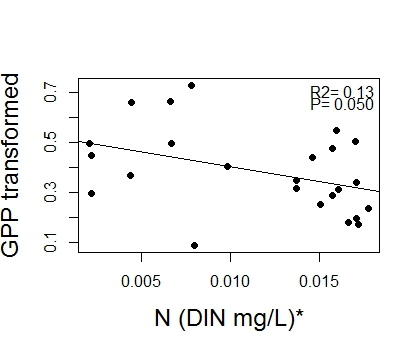 R2= 0.13
P= 0.050
GPP transformed
0.7
0.5
0.3
0.1
0.005 0.010 0.015
N (DIN mg/L)*